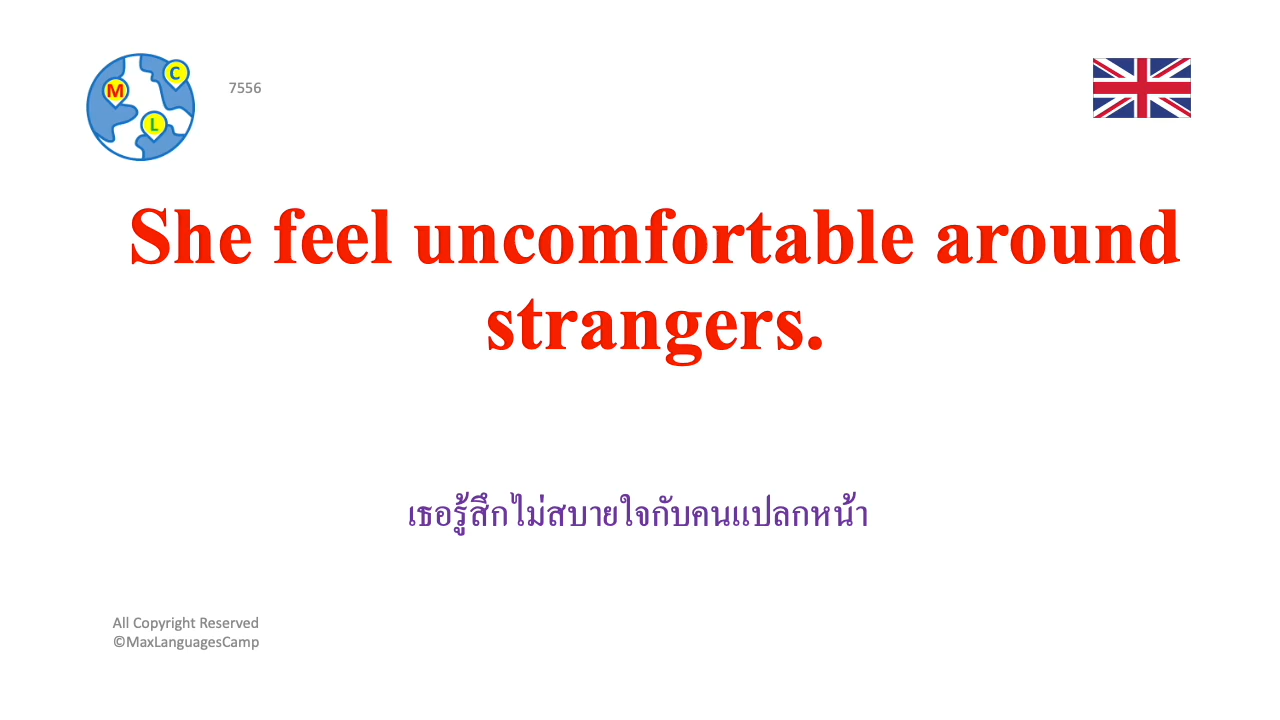 M
C
L
7556
She feel uncomfortable around
strangers.
เธอรู้สึกไม่สบายใจกับคนแปลกหน้า
All Copyright Reserved
©MaxLanguagesCamp